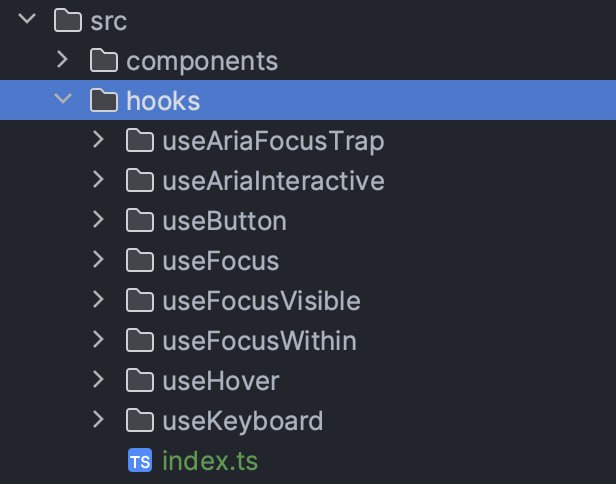 src
components
hooks
useAriaFocusTrap
useAriaInteractive
useButton
useFocus
useFocusVisible
useFocusWithin
useHover
useKeyboard
TS index.ts